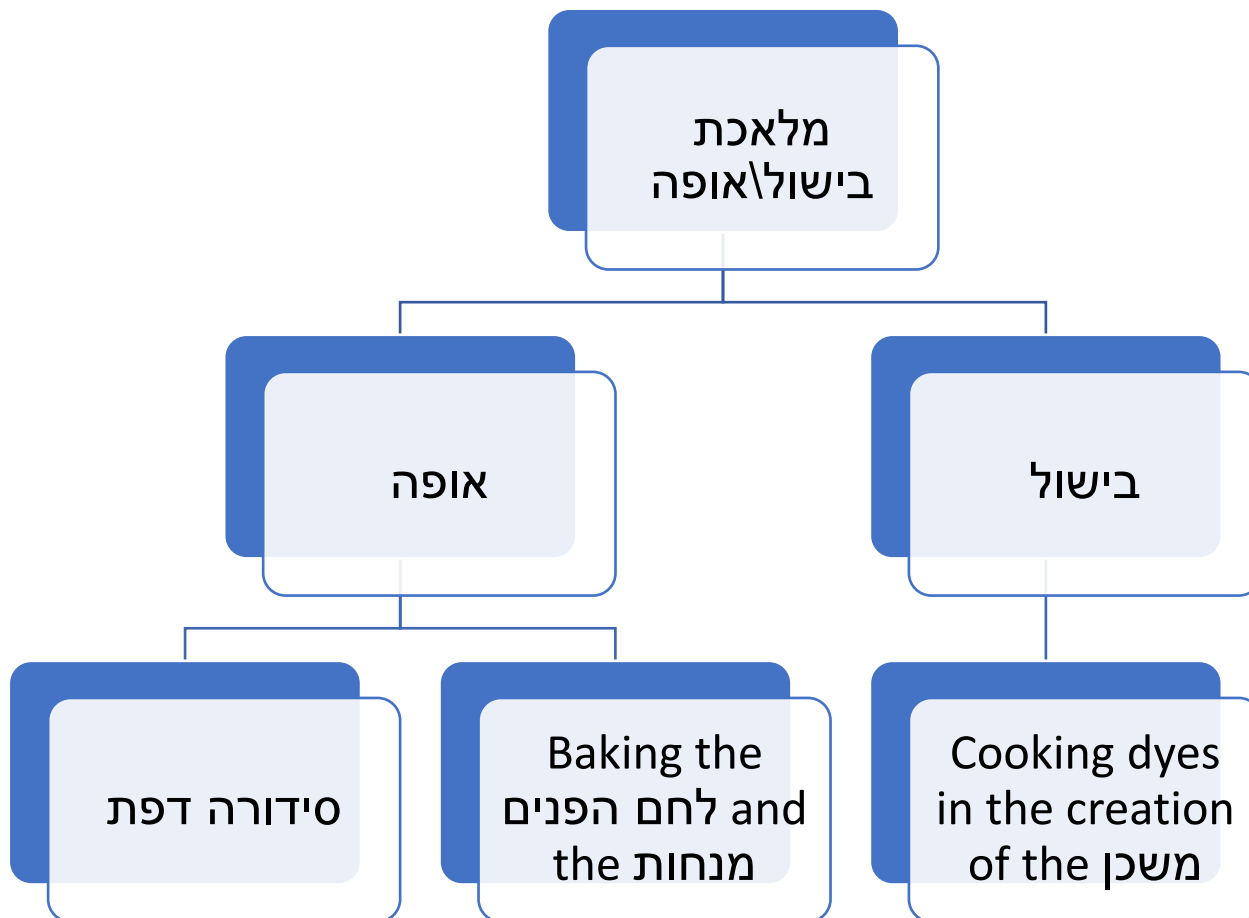 מלאכת
בישול\אופה
אופה
בישול
סידורה דפת
Baking the
לחם הפנים and
the מנחות
Cooking dyes
in the creation
of the משכן